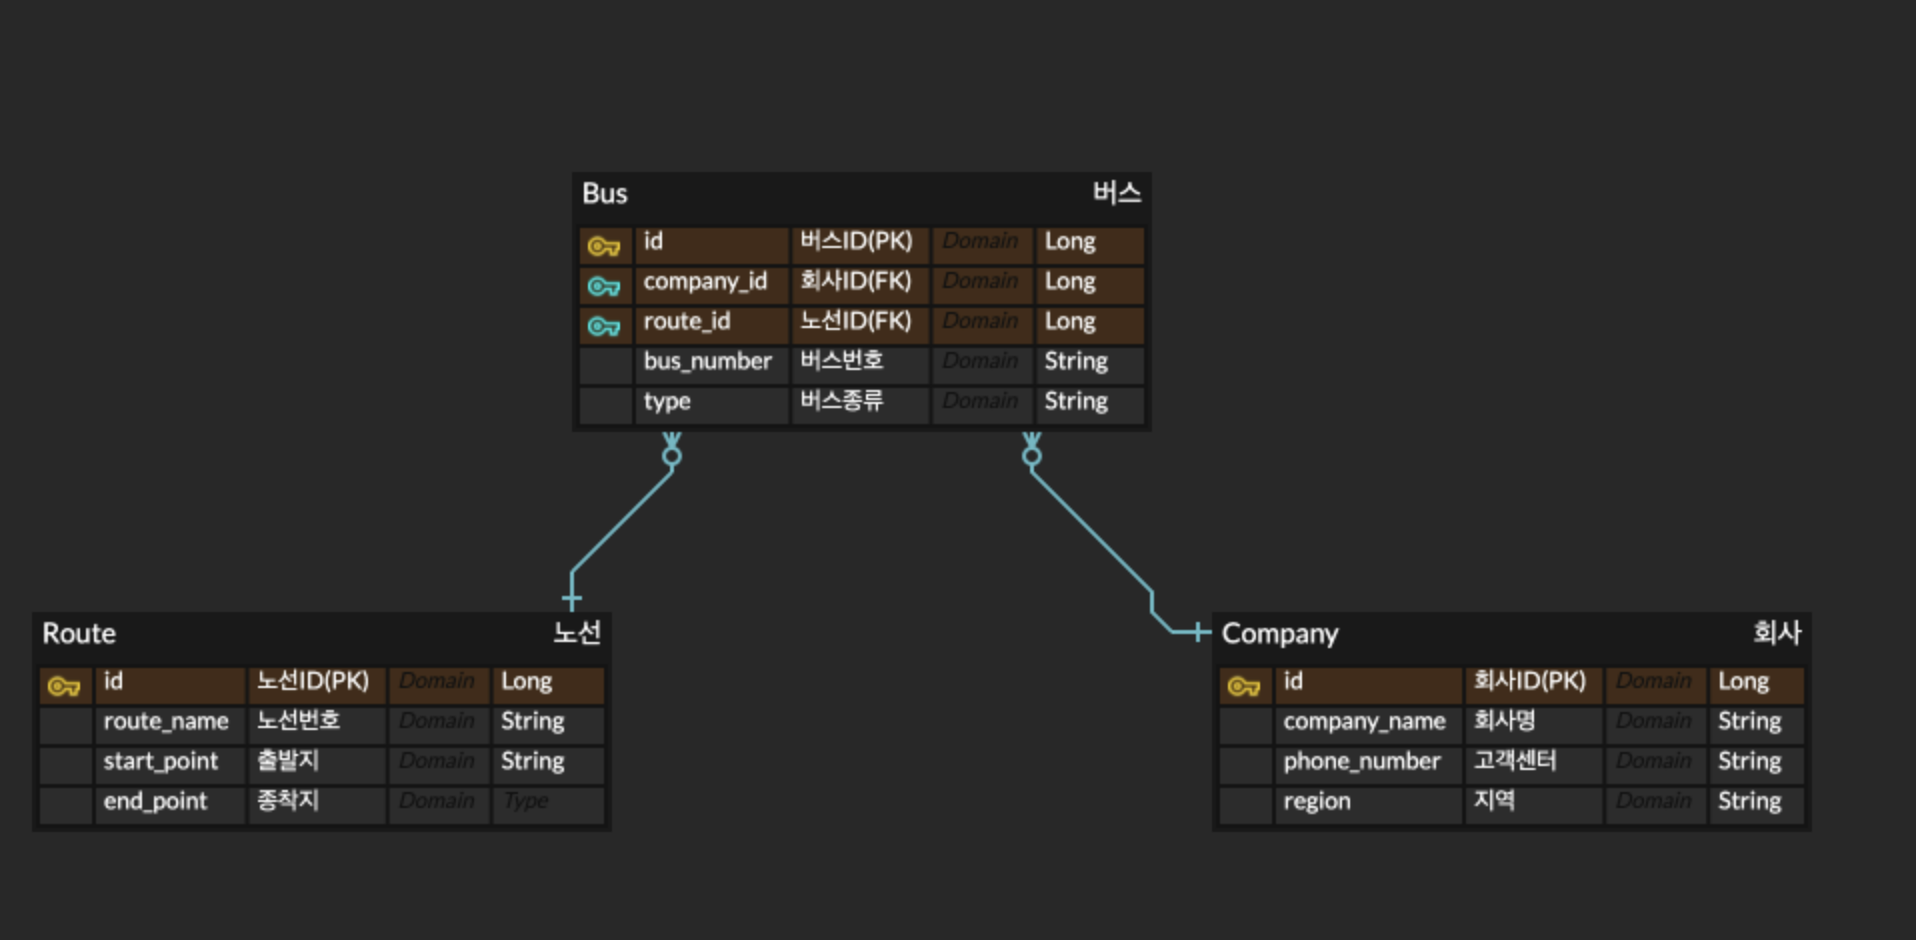 Bus 버스
id 버스ID(PK) Domain Long
company_id 회사ID(FK) Domain Long
route_id 노선ID(FK) Domain Long
bus_number 버스번호 Domain String
type 버스종류 Domain String
Route 노선
id 노선ID(PK) Domain Long
route_name 노선번호 Domain String
start_point 출발지 Domain String
end_point 종착지 Domain Type
Company 회사
id 회사ID(PK) Domain Long
company_name 회사명 Domain String
phone_number 고객센터 Domain String
region 지역 Domain String